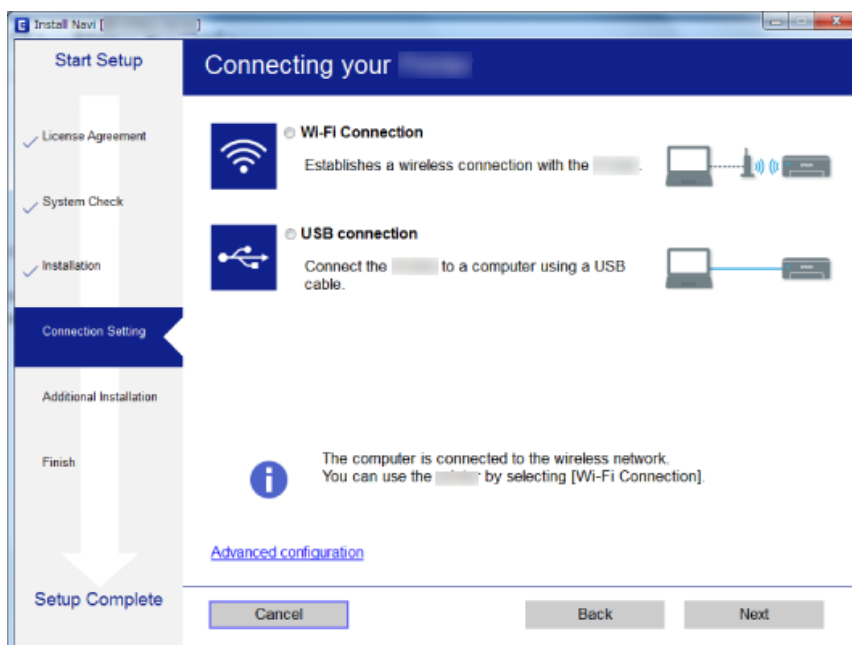 Install Navi [ ]
Start Setup
License Agreement
System Check
Installation
Connection Setting
Additional Installation
Finish
Setup Complete
Connecting your
Wi-Fi Connection
Establishes a wireless connection with the .
USB connection
Connect the to a computer using a USB
cable.
The computer is connected to the wireless network.
You can use the by selecting [Wi-Fi Connection].
Advanced configuration
Cancel
Back
Next